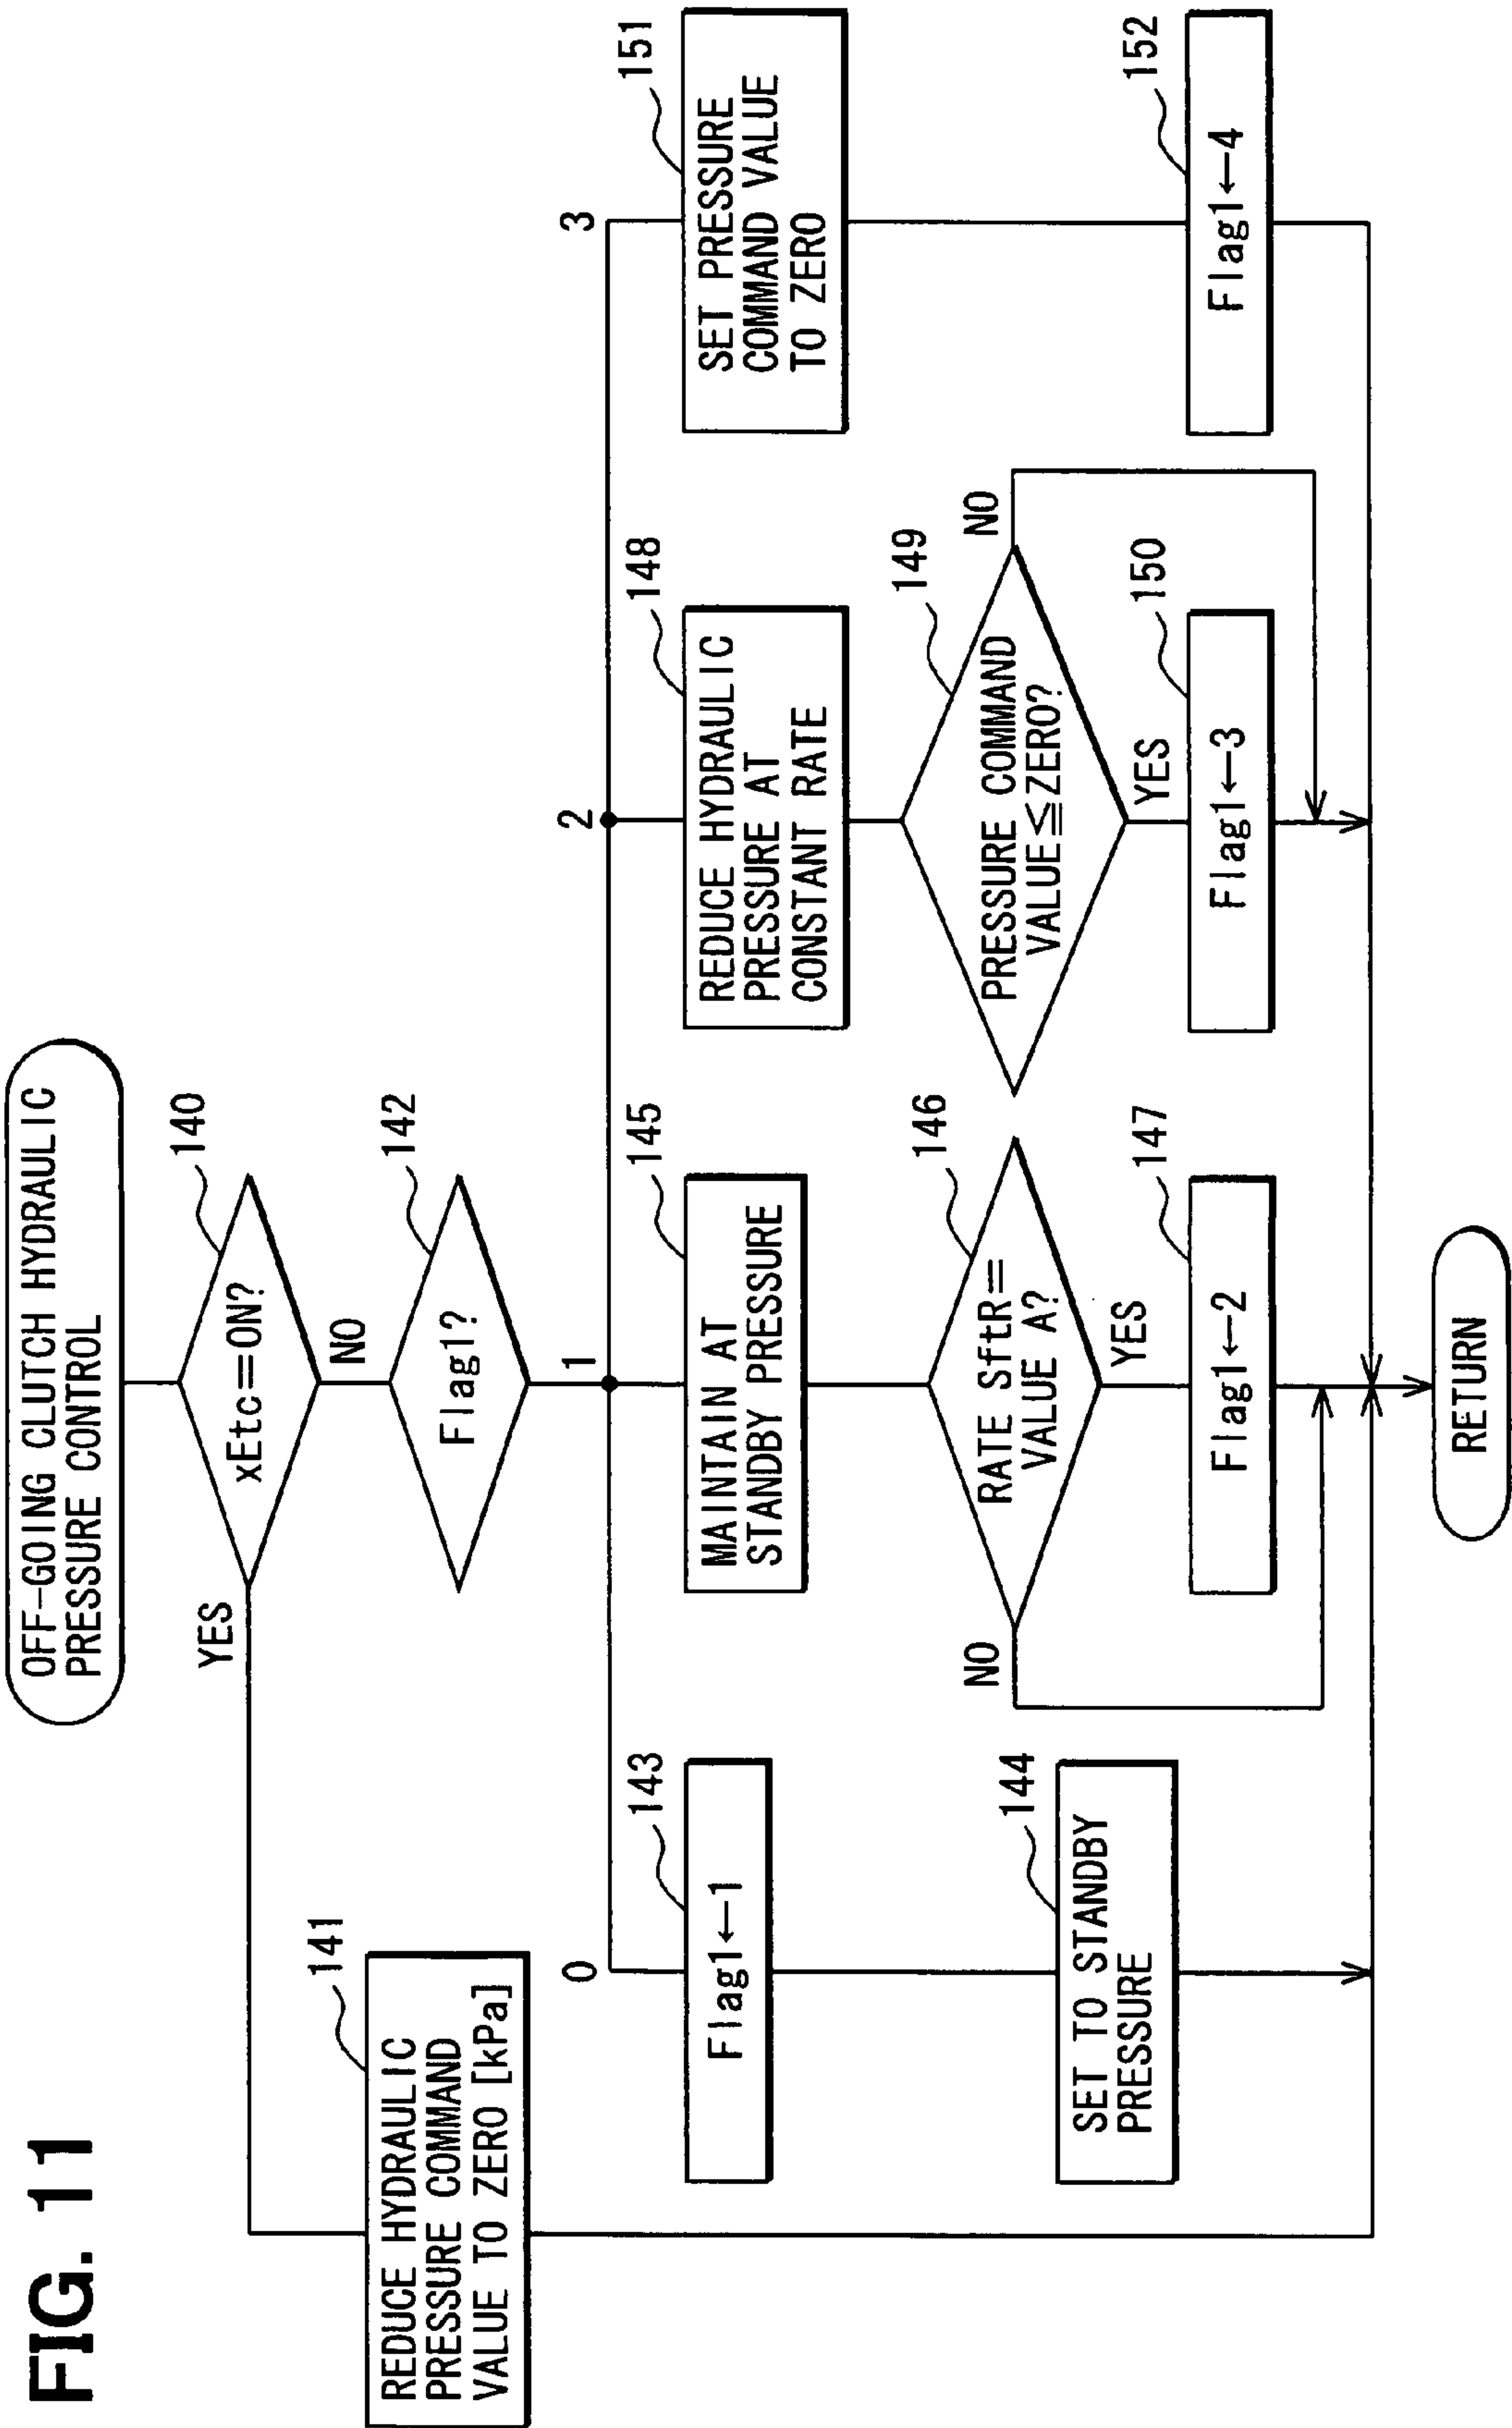 FIG. 11
OFF-GOING CLUTCH HYDRAULIC
PRESSURE CONTROL
140
xEtc=ON?
YES
NO
141
REDUCE HYDRAULIC
PRESSURE COMMAND
VALUE TO ZERO [kPa]
142
Flag1?
0
1
2
3
143
Flag1←1
144
SET TO STANDBY
PRESSURE
145
MAINTAIN AT
STANDBY PRESSURE
146
RATE SftR=
VALUE A?
NO
YES
147
Flag1←2
148
REDUCE HYDRAULIC
PRESSURE AT
CONSTANT RATE
149
PRESSURE COMMAND
VALUE≦ZERO?
NO
YES
150
Flag1←3
151
SET PRESSURE
COMMAND VALUE
TO ZERO
152
Flag1←4
RETURN